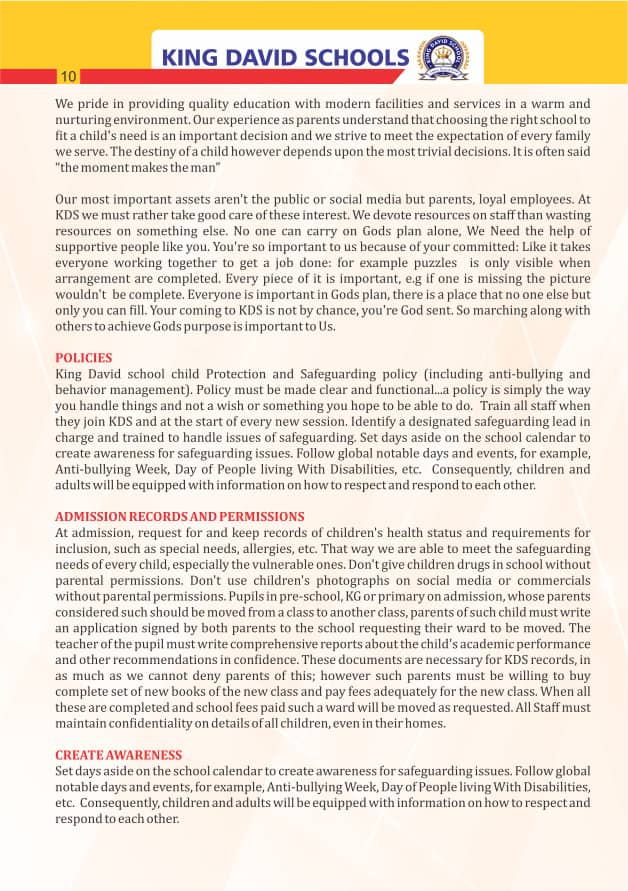 KING DAVID SCHOOLS
KING DAVID SCHOOL
10
We pride in providing quality education with modern facilities and services in a warm and
nurturing environment. Our experience as parents understand that choosing the right school to
fit a child's need is an important decision and we strive to meet the expectation of every family
we serve. The destiny of a child however depends upon the most trivial decisions. It is often said
"the moment makes the man"
Our most important assets aren't the public or social media but parents, loyal employees. At
KDS we must rather take good care of these interest. We devote resources on staff than wasting
resources on something else. No one can carry on Gods plan alone, We Need the help of
supportive people like you. You're so important to us because of your committed: Like it takes
everyone working together to get a job done: for example puzzles is only visible when
arrangement are completed. Every piece of it is important, e.g if one is missing the picture
wouldn't be complete. Everyone is important in Gods plan, there is a place that no one else but
only you can fill. Your coming to KDS is not by chance, you're God sent. So marching along with
others to achieve Gods purpose is important to Us.
POLICIES
King David school child Protection and Safeguarding policy (including anti-bullying and
behavior management). Policy must be made clear and functional...a policy is simply the way
you handle things and not a wish or something you hope to be able to do. Train all staff when
they join KDS and at the start of every new session. Identify a designated safeguarding lead in
charge and trained to handle issues of safeguarding. Set days aside on the school calendar to
create awareness for safeguarding issues. Follow global notable days and events, for example,
Anti-bullying Week, Day of People living With Disabilities, etc. Consequently, children and
adults will be equipped with information on how to respect and respond to each other.
ADMISSION RECORDS AND PERMISSIONS
At admission, request for and keep records of children's health status and requirements for
inclusion, such as special needs, allergies, etc. That way we are able to meet the safeguarding
needs of every child, especially the vulnerable ones. Don't give children drugs in school without
parental permissions. Don't use children's photographs on social media or commercials
without parental permissions. Pupils in pre-school, KG or primary on admission, whose parents
considered such should be moved from a class to another class, parents of such child must write
an application signed by both parents to the school requesting their ward to be moved. The
teacher of the pupil must write comprehensive reports about the child's academic performance
and other recommendations in confidence. These documents are necessary for KDS records, in
as much as we cannot deny parents of this; however such parents must be willing to buy
complete set of new books of the new class and pay fees adequately for the new class. When all
these are completed and school fees paid such a ward will be moved as requested. All Staff must
maintain confidentiality on details of all children, even in their homes.
CREATE AWARENESS
Set days aside on the school calendar to create awareness for safeguarding issues. Follow global
notable days and events, for example, Anti-bullying Week, Day of People living With Disabilities,
etc. Consequently, children and adults will be equipped with information on how to respect and
respond to each other.